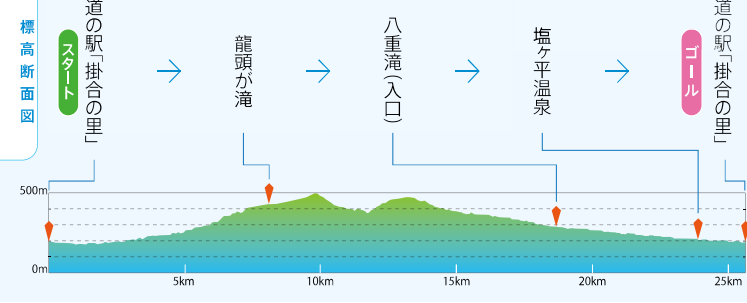 標高断面図
スタート
道の駅「掛合の里」
龍頭が滝
八重滝(入口)
塩ヶ平温泉
ゴール
道の駅「掛合の里」
500m
0m
5km
10km
15km
20km
25km